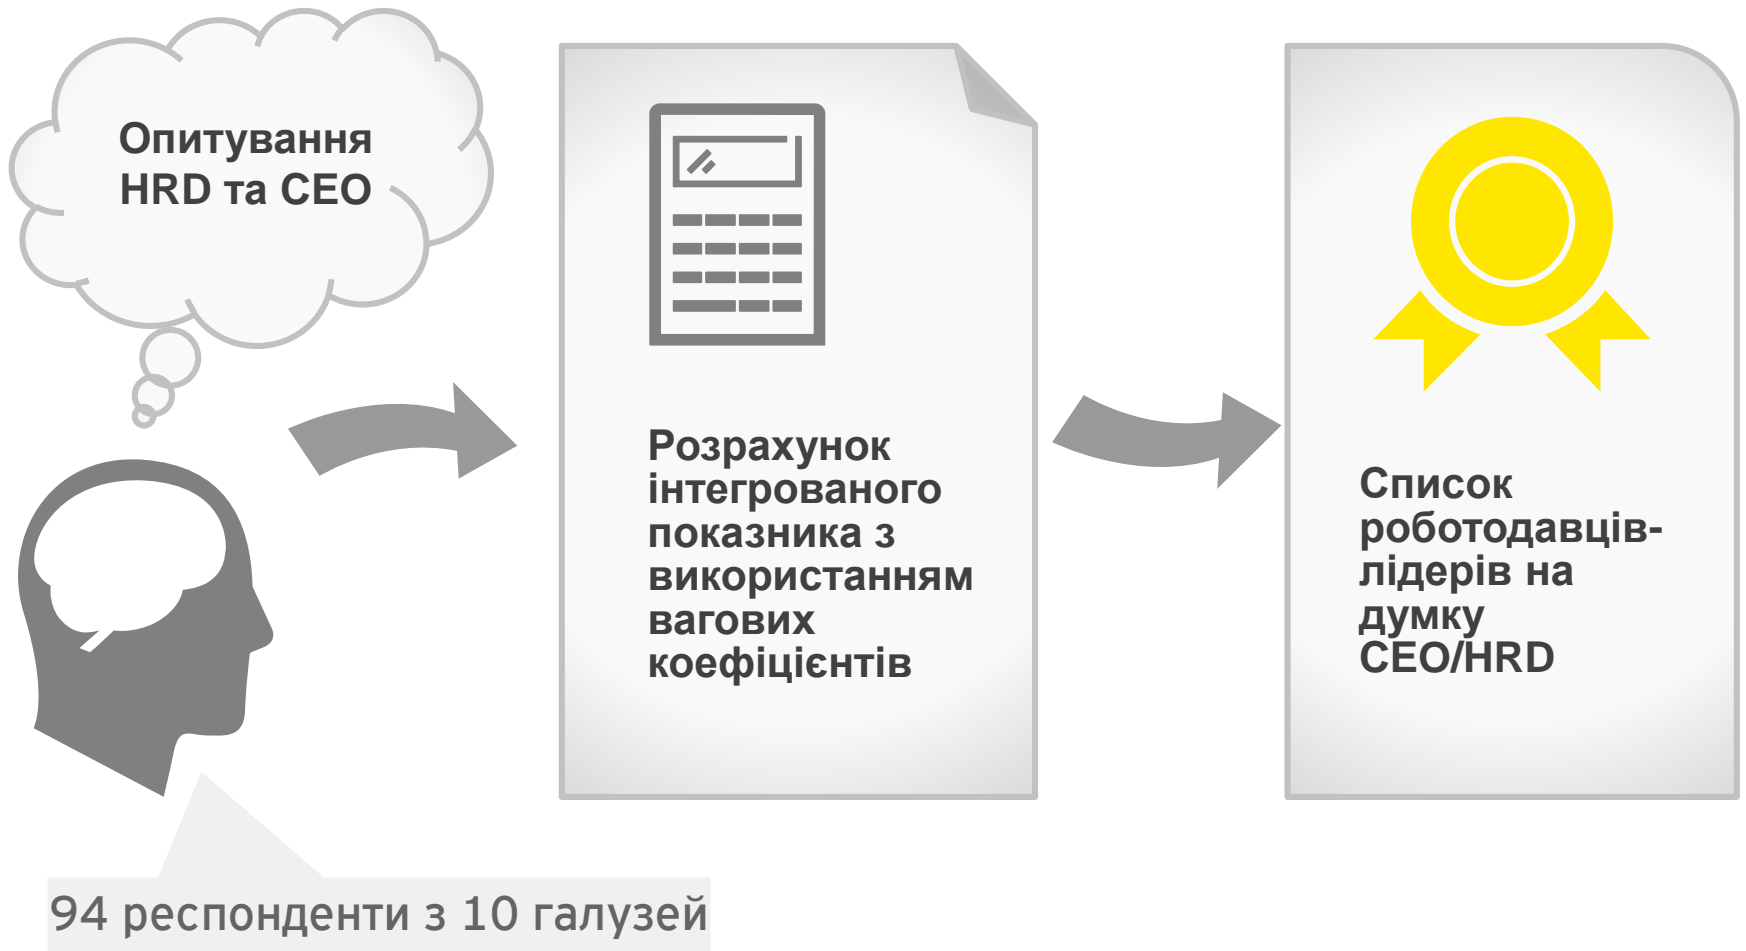 Опитування
HRD та CEO
Розрахунок
інтегрованого
показника з
використанням
вагових
коефіцієнтів
Список
роботодавців-
лідерів на
думку
CEO/HRD
94 респонденти з 10 галузей